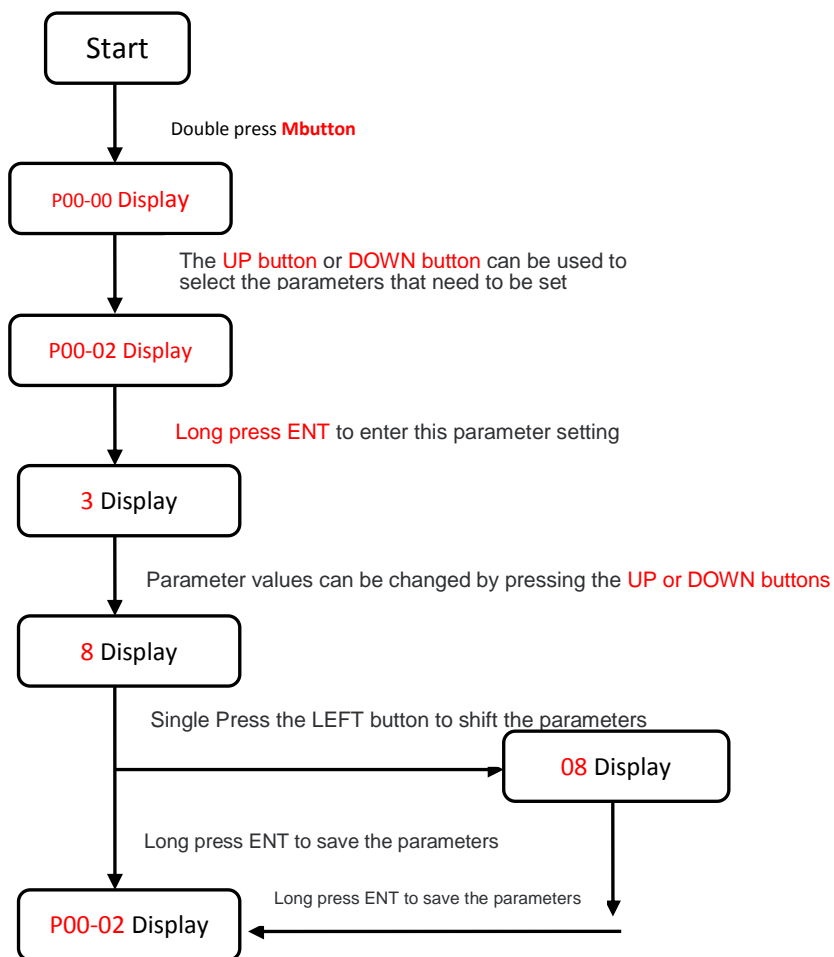 Start
Double press Mbutton
P00-00 Display
The UP button or DOWN button can be used to
select the parameters that need to be set
P00-02 Display
Long press ENT to enter this parameter setting
3 Display
Parameter values can be changed by pressing the UP or DOWN buttons
8 Display
Single Press the LEFT button to shift the parameters
08 Display
Long press ENT to save the parameters
Long press ENT to save the parameters
P00-02 Display